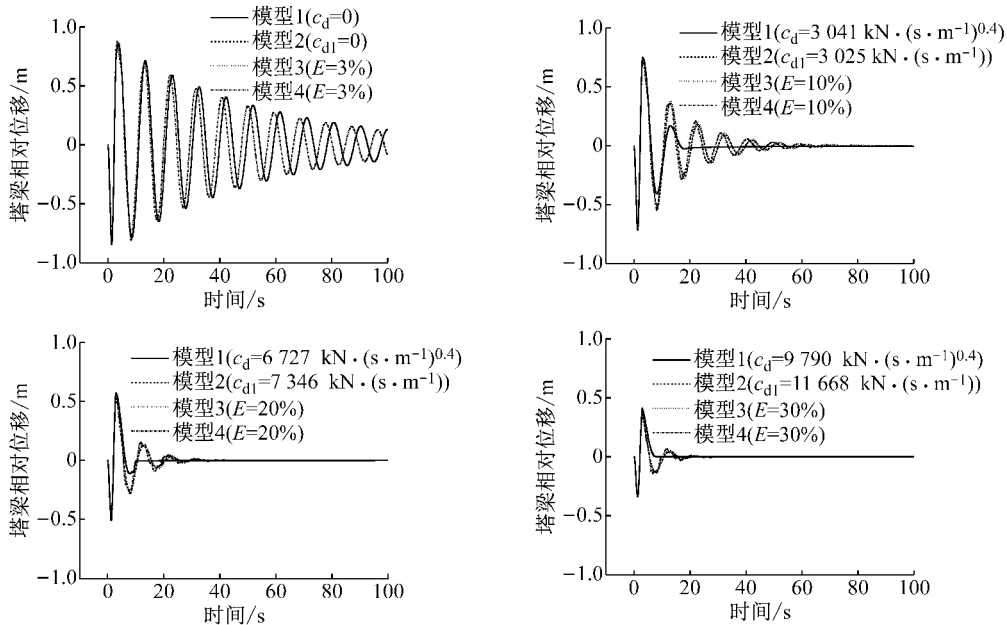 模型1(cd=0)
模型2(cd1=0)
模型3(E=3%)
模型4(E=3%)
1.0
0.5
0
−0.5
−1.0
塔梁相对位移/m
0 20 40 60 80 100
时间/s
模型1(cd=3 041 kN·(s·m⁻¹)0.4)
模型2(cd1=3 025 kN·(s·m⁻¹))
模型3(E=10%)
模型4(E=10%)
1.0
0.5
0
−0.5
−1.0
塔梁相对位移/m
0 20 40 60 80 100
时间/s
模型1(cd=6 727 kN·(s·m⁻¹)0.4)
模型2(cd1=7 346 kN·(s·m⁻¹))
模型3(E=20%)
模型4(E=20%)
1.0
0.5
0
−0.5
−1.0
塔梁相对位移/m
0 20 40 60 80 100
时间/s
模型1(cd=9 790 kN·(s·m⁻¹)0.4)
模型2(cd1=11 668 kN·(s·m⁻¹))
模型3(E=30%)
模型4(E=30%)
1.0
0.5
0
−0.5
−1.0
塔梁相对位移/m
0 20 40 60 80 100
时间/s